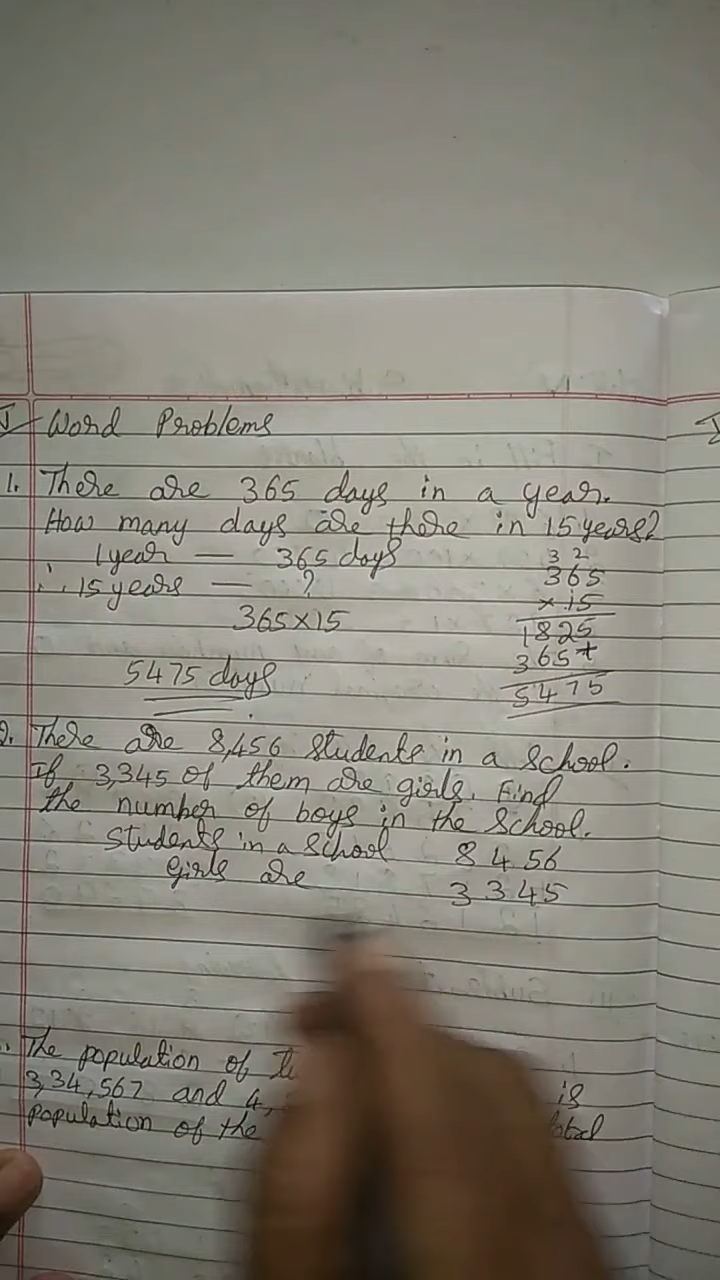 I Word Problems
1. There are 365 days in a year.
How many days are there in 15 years?
1 year — 365 days
∴ 15 years — ?
365×15
3 2
365
×15
1825
365+
5475
5475 days
2. There are 8,456 students in a school.
If 3,345 of them are girls. Find
the number of boys in the school.
Students in a school 8456
Girls are 3345
The population of
3,34,567 and 4, is
population of the total